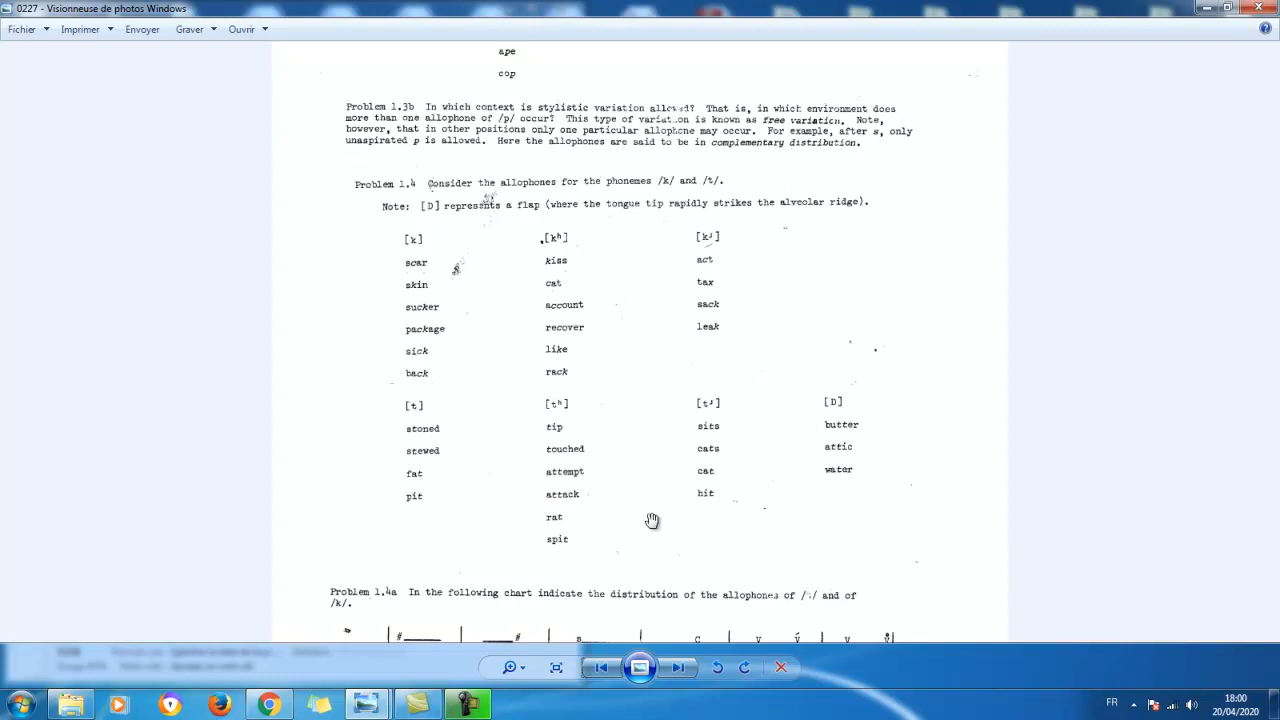 0227 - Visionneuse de photos Windows
Fichier Imprimer Envoyer Graver Ouvrir
ape
cop
Problem 1.3b In which context is stylistic variation allowed? That is, in which environment does
more than one allophone of /p/ occur? This type of variation is known as free variation. Note,
however, that in other positions only one particular allophone may occur. For example, after s, only
unaspirated p is allowed. Here the allophones are said to be in complementary distribution.
Problem 1.4 Consider the allophones for the phonemes /k/ and /t/.
Note: [D] represents a flap (where the tongue tip rapidly strikes the alveolar ridge).
[k] [kʰ] [kʲ]
scar kiss act
skin cat tax
sucker account sack
package recover leak
sick like
back rack
[t] [tʰ] [tʲ] [D]
stoned tip sits butter
stewed touched cats attic
fat attempt cat water
pit attack hit
rat
spit
Problem 1.4a In the following chart indicate the distribution of the allophones of / / and of
/k/.
#____ ____# s__ C v v́ v v̌
FR 18:00
20/04/2020